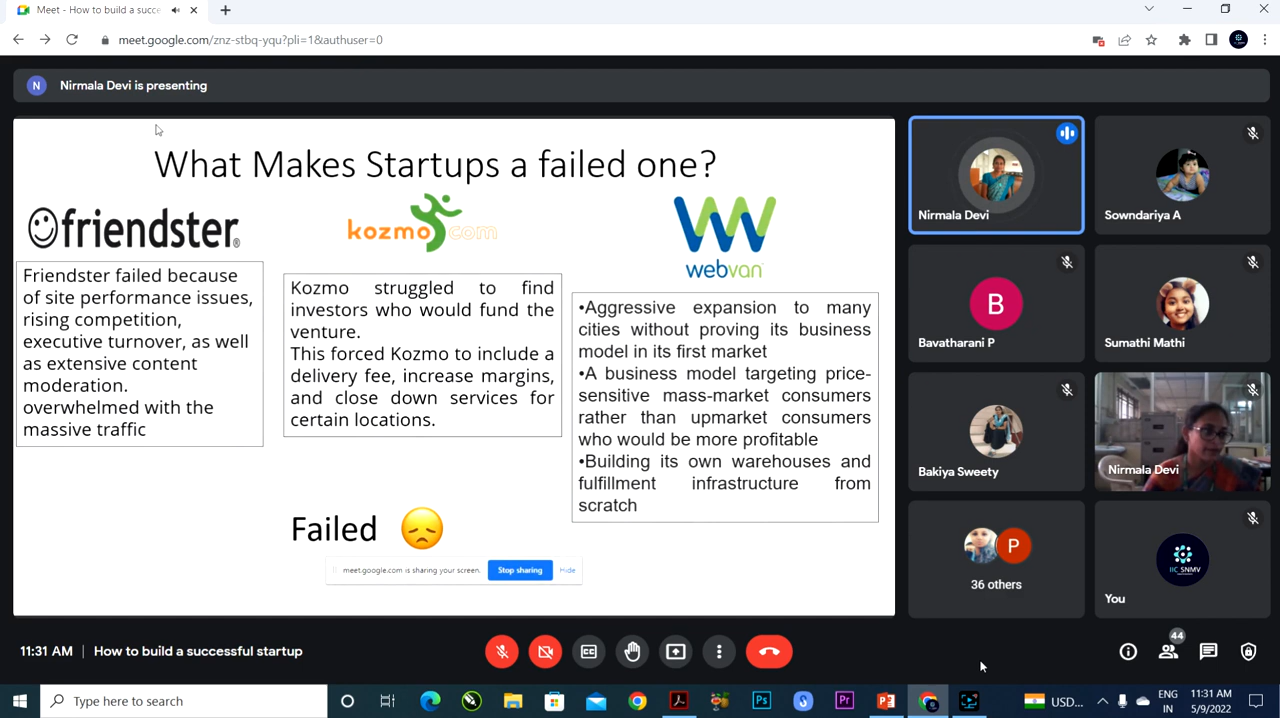 Meet - How to build a succe
meet.google.com/znz-stbq-yqu?pli=1&authuser=0
N
Nirmala Devi is presenting
What Makes Startups a failed one?
friendster®
Friendster failed because
of site performance issues,
rising competition,
executive turnover, as well
as extensive content
moderation.
overwhelmed with the
massive traffic
kozmo.com
Kozmo struggled to find
investors who would fund the
venture.
This forced Kozmo to include a
delivery fee, increase margins,
and close down services for
certain locations.
webvan
•Aggressive expansion to many
cities without proving its business
model in its first market
•A business model targeting price-
sensitive mass-market consumers
rather than upmarket consumers
who would be more profitable
•Building its own warehouses and
fulfillment infrastructure from
scratch
Failed
meet.google.com is sharing your screen.
Stop sharing
Hide
Nirmala Devi
Sowndariya A
B
Bavatharani P
Sumathi Mathi
Bakiya Sweety
Nirmala Devi
P
36 others
IIC_SNMV
You
11:31 AM
How to build a successful startup
44
Type here to search
Ps
Pr
USD...
ENG
IN
11:31 AM
5/9/2022